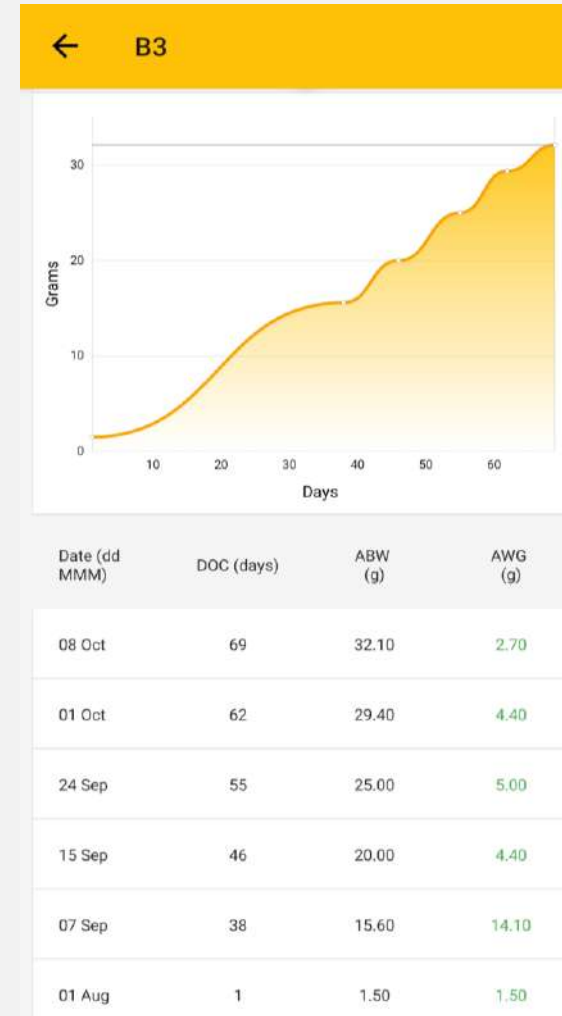 B3
30
20
10
0
Grams
10 20 30 40 50 60
Days
Date (dd
MMM)
DOC (days)
ABW
(g)
AWG
(g)
08 Oct 69 32.10 2.70
01 Oct 62 29.40 4.40
24 Sep 55 25.00 5.00
15 Sep 46 20.00 4.40
07 Sep 38 15.60 14.10
01 Aug 1 1.50 1.50